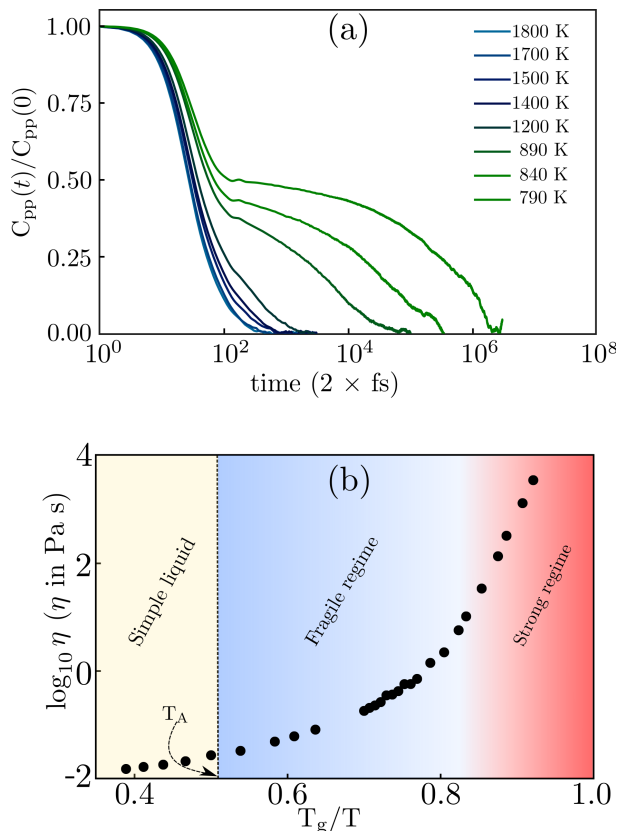 (a)
1.00
0.75
0.50
0.25
0.00
C_pp(t)/C_pp(0)
1800 K
1700 K
1500 K
1400 K
1200 K
890 K
840 K
790 K
10^0 10^2 10^4 10^6 10^8
time (2 × fs)
(b)
4
2
0
-2
log_10 η (η in Pa s)
Simple liquid
Fragile regime
Strong regime
T_A
0.4 0.6 0.8 1.0
T_g/T